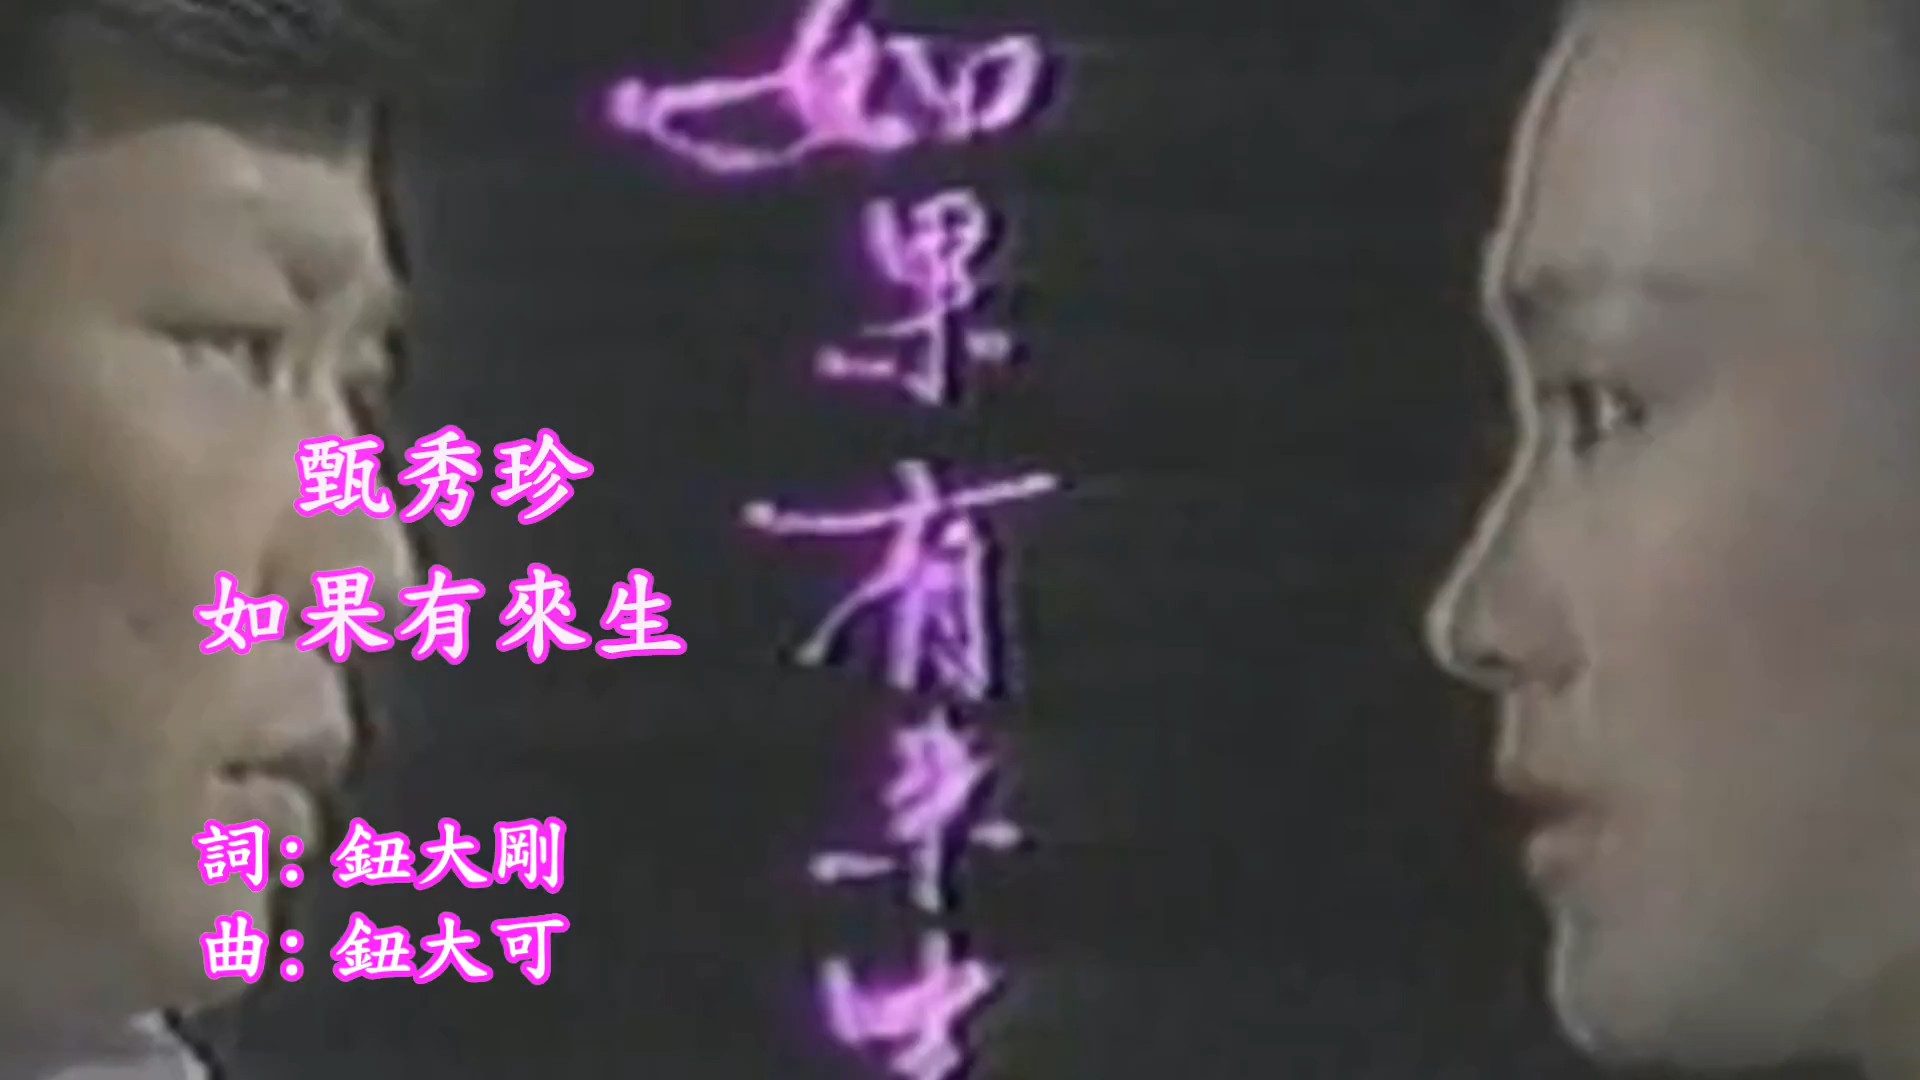 如果有來生
甄秀珍
如果有來生
詞：鈕大剛
曲：鈕大可